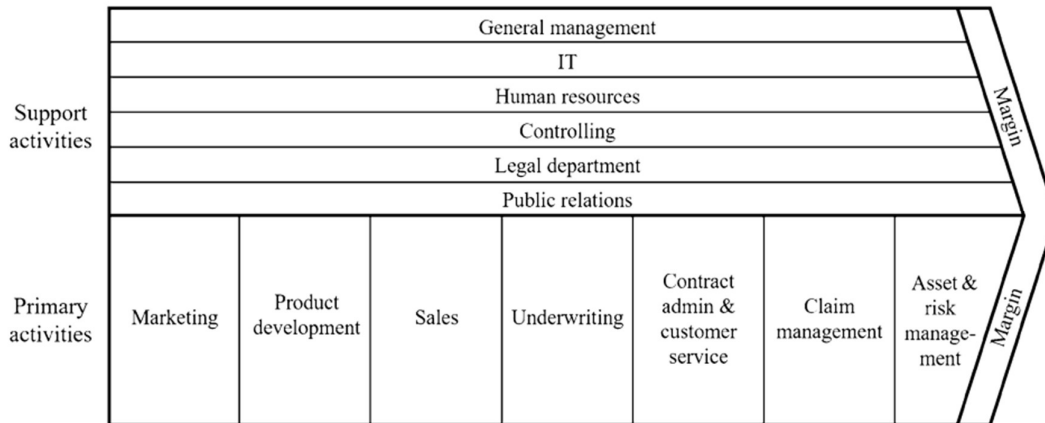 General management
IT
Human resources
Controlling
Legal department
Public relations
Support
activities
Margin
Primary
activities
Marketing
Product
development
Sales
Underwriting
Contract
admin &
customer
service
Claim
management
Asset &
risk
manage-
ment
Margin